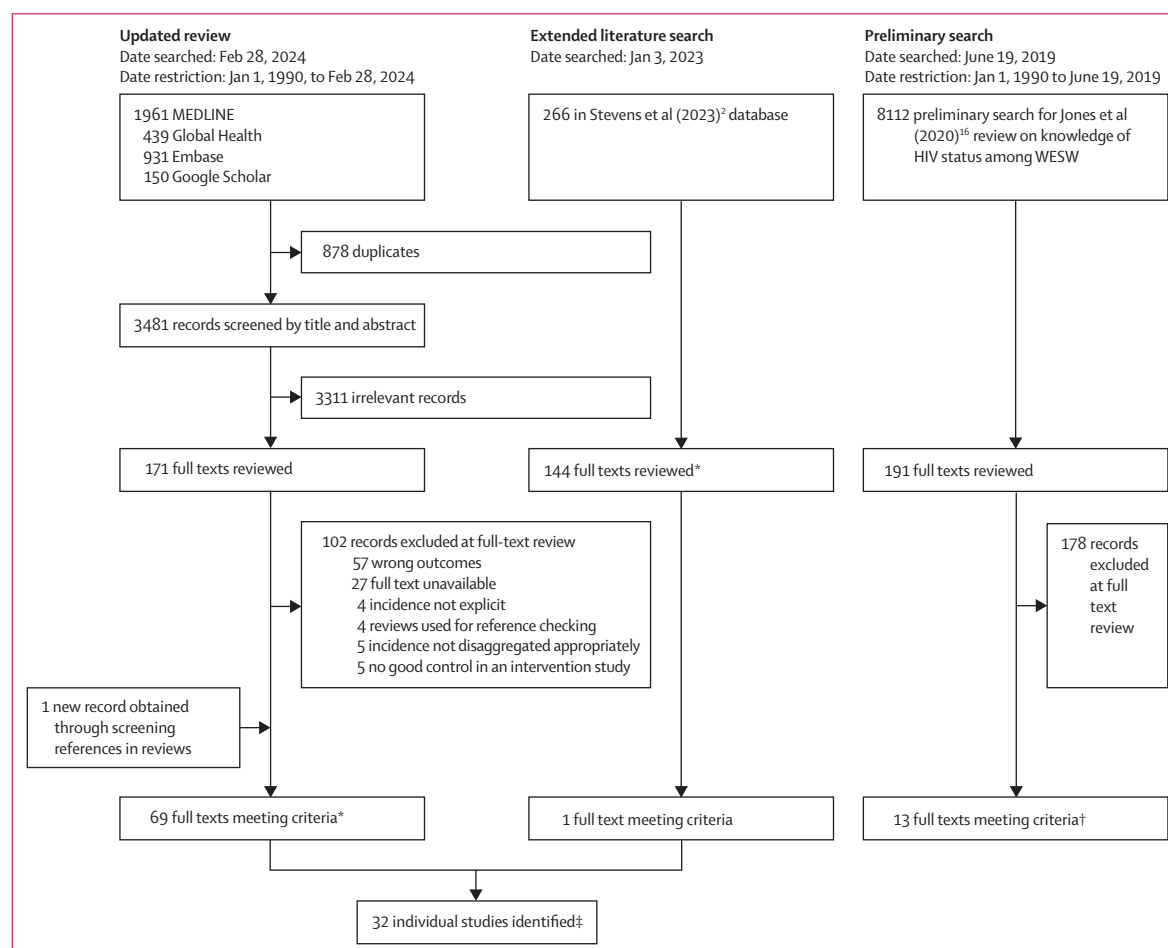 Updated review
Date searched: Feb 28, 2024
Date restriction: Jan 1, 1990, to Feb 28, 2024
Extended literature search
Date searched: Jan 3, 2023
Preliminary search
Date searched: June 19, 2019
Date restriction: Jan 1, 1990 to June 19, 2019
1961 MEDLINE
439 Global Health
931 Embase
150 Google Scholar
266 in Stevens et al (2023)² database
8112 preliminary search for Jones et al
(2020)¹⁶ review on knowledge of
HIV status among WESW
878 duplicates
3481 records screened by title and abstract
3311 irrelevant records
171 full texts reviewed
144 full texts reviewed*
191 full texts reviewed
102 records excluded at full-text review
57 wrong outcomes
27 full text unavailable
4 incidence not explicit
4 reviews used for reference checking
5 incidence not disaggregated appropriately
5 no good control in an intervention study
178 records
excluded
at full
text
review
1 new record obtained
through screening
references in reviews
69 full texts meeting criteria*
1 full text meeting criteria
13 full texts meeting criteria†
32 individual studies identified‡